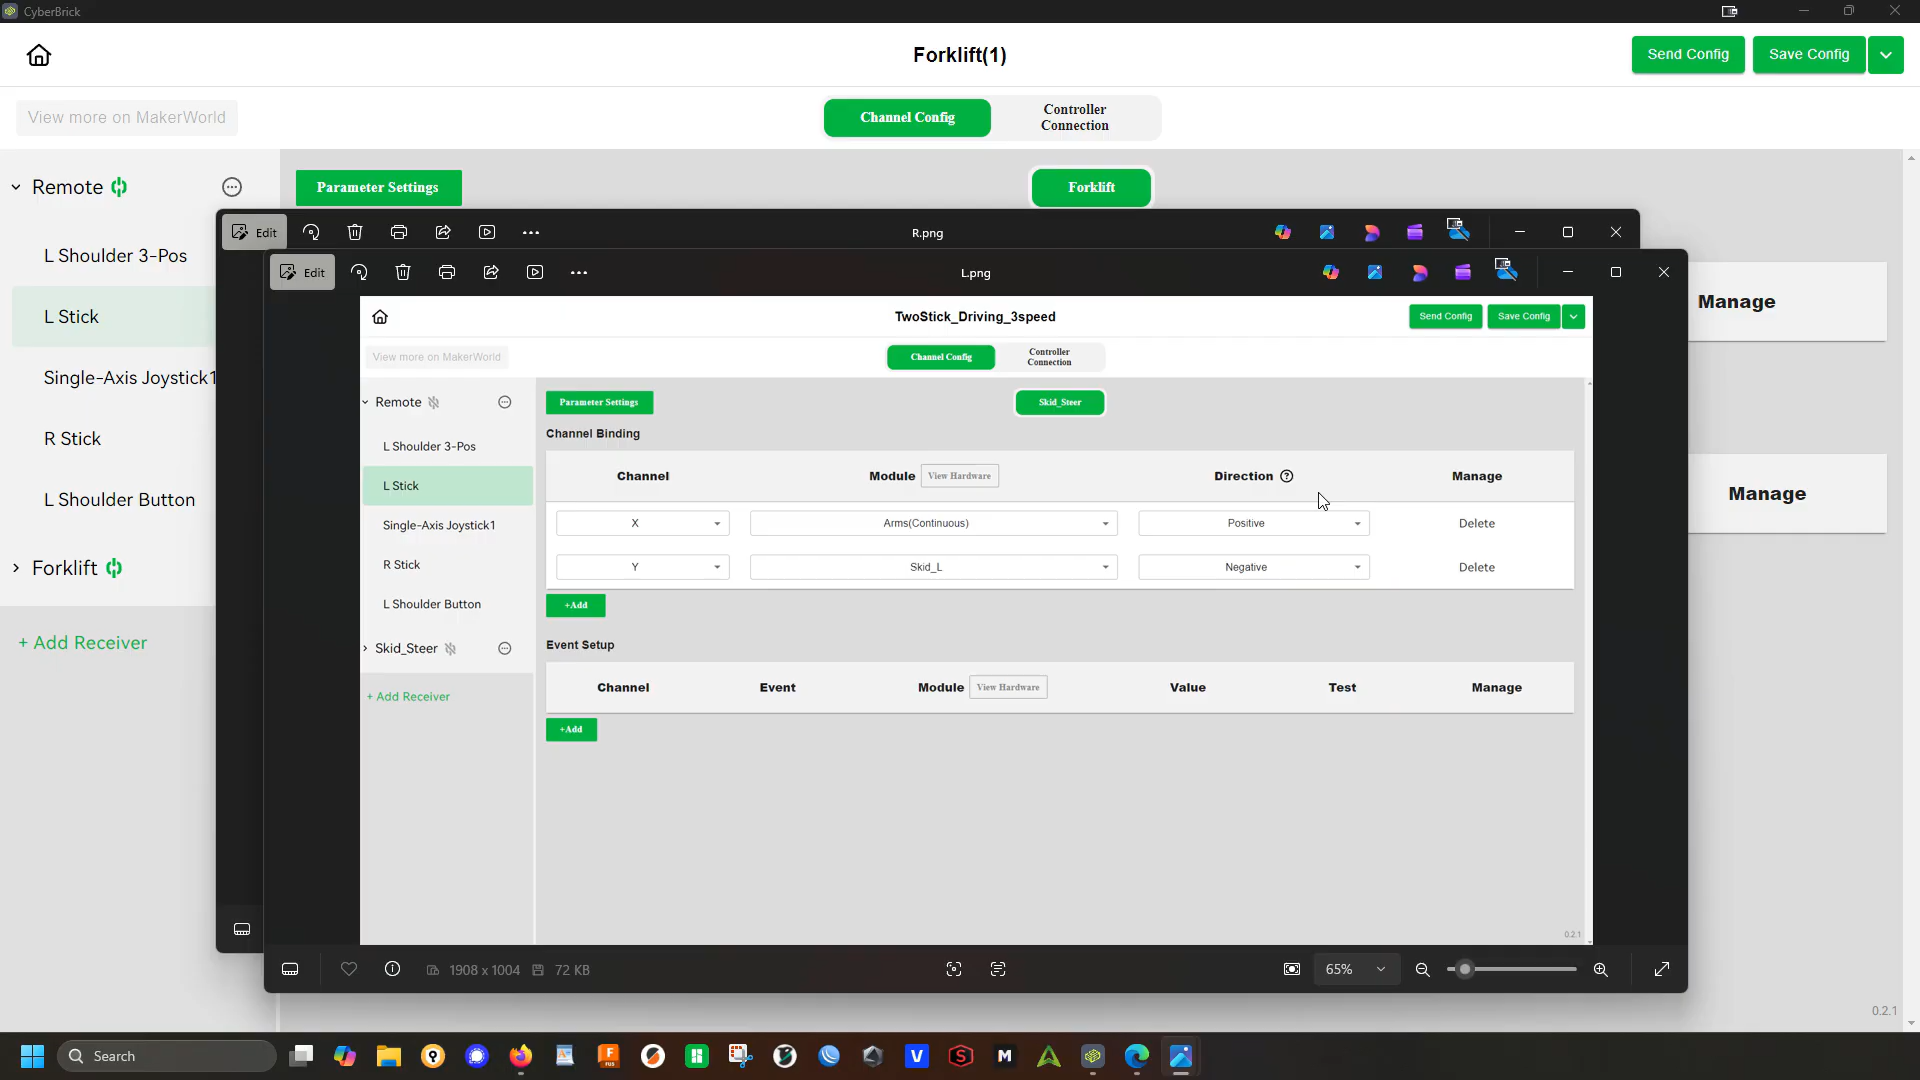 CyberBrick
Forklift(1)
Send Config
Save Config
View more on MakerWorld
Channel Config
Controller
Connection
Remote
L Shoulder 3-Pos
L Stick
Single-Axis Joystick1
R Stick
L Shoulder Button
Forklift
+ Add Receiver
Parameter Settings
Forklift
Manage
Manage
0.2.1
Edit
R.png
Edit
L.png
TwoStick_Driving_3speed
Send Config
Save Config
View more on MakerWorld
Channel Config
Controller
Connection
Remote
L Shoulder 3-Pos
L Stick
Single-Axis Joystick1
R Stick
L Shoulder Button
Skid_Steer
+ Add Receiver
Parameter Settings
Skid_Steer
Channel Binding
Channel Module View Hardware Direction Manage
X Arms(Continuous) Positive Delete
Y Skid_L Negative Delete
+Add
Event Setup
Channel Event Module View Hardware Value Test Manage
+Add
0.2.1
1908 x 1004 72 KB
65%
Search